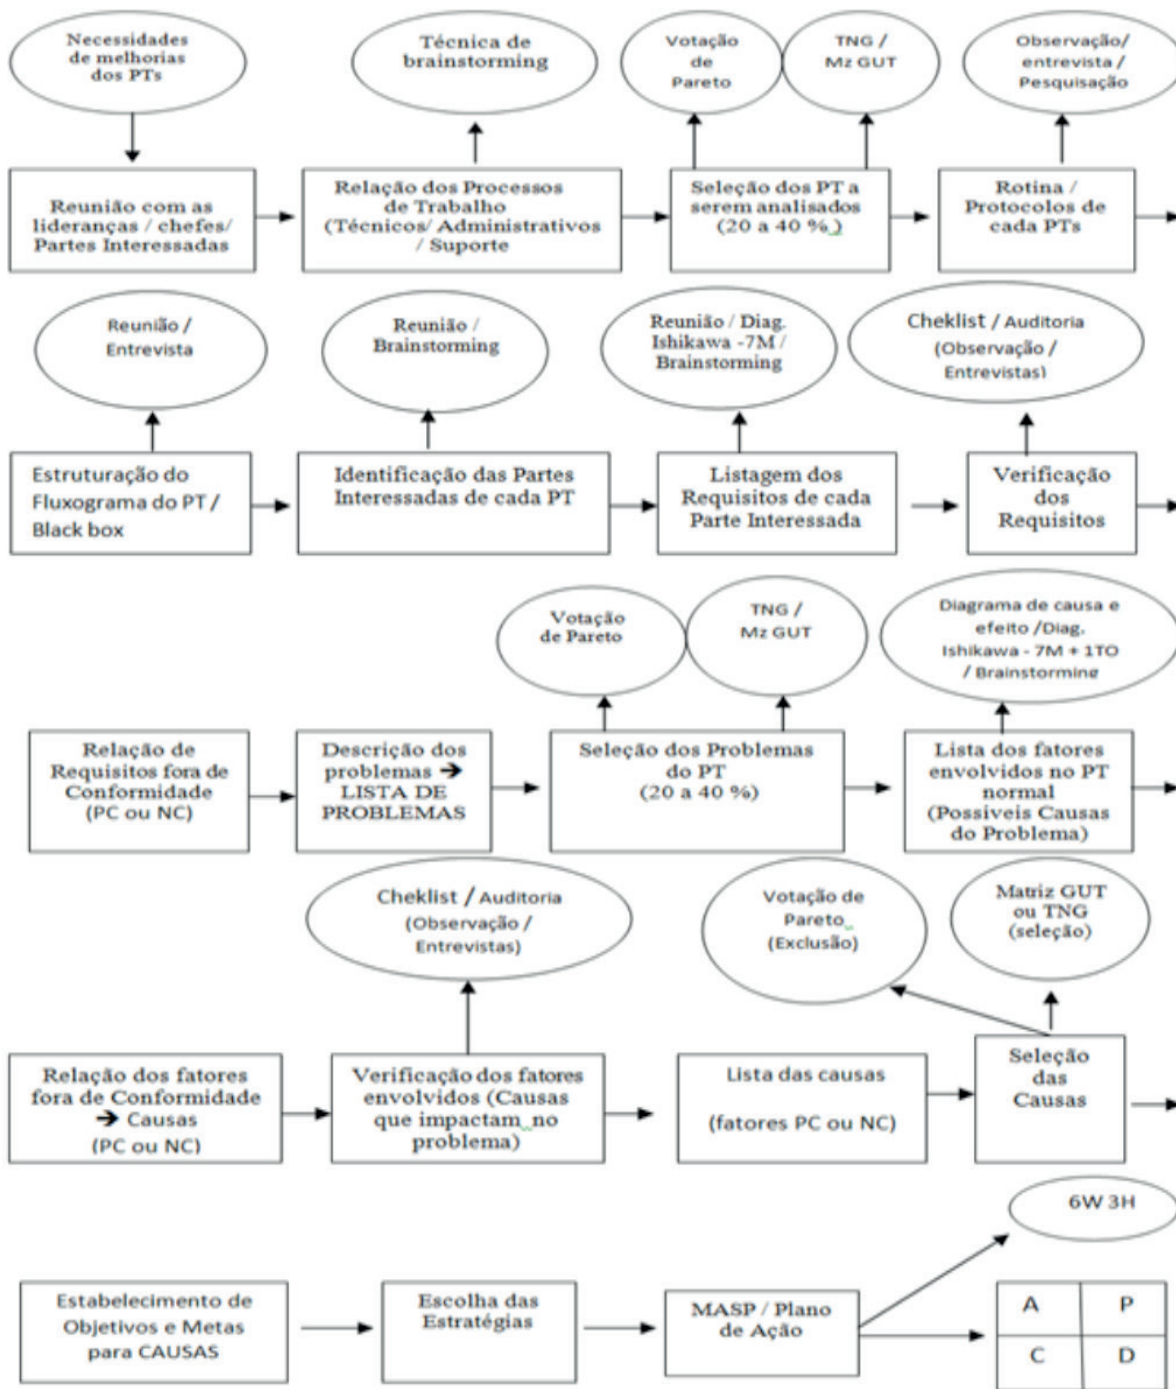 Necessidades
de melhorias
dos PTs
Técnica de
brainstorming
Votação
de
Pareto
TNG /
Mz GUT
Observação/
entrevista /
Pesquisação
Reunião com as
lideranças / chefes/
Partes Interessadas
Relação dos Processos
de Trabalho
(Técnicos/ Administrativos
/ Suporte
Seleção dos PT a
serem analisados
(20 a 40 %)
Rotina /
Protocolos de
cada PTs
Reunião /
Entrevista
Reunião /
Brainstorming
Reunião / Diag.
Ishikawa -7M /
Brainstorming
Cheklist / Auditoria
(Observação /
Entrevistas)
Estruturação do
Fluxograma do PT /
Black box
Identificação das Partes
Interessadas de cada PT
Listagem dos
Requisitos de cada
Parte Interessada
Verificação
dos
Requisitos
Votação
de Pareto
TNG /
Mz GUT
Diagrama de causa e
efeito /Diag.
Ishikawa - 7M + 1TO
/ Brainstorming
Relação de
Requisitos fora de
Conformidade
(PC ou NC)
Descrição dos
problemas ➔
LISTA DE
PROBLEMAS
Seleção dos Problemas
do PT
(20 a 40 %)
Lista dos fatores
envolvidos no PT
normal
(Possíveis Causas
do Problema)
Cheklist / Auditoria
(Observação /
Entrevistas)
Votação de
Pareto
(Exclusão)
Matriz GUT
ou TNG
(seleção)
Relação dos fatores
fora de Conformidade
➔ Causas
(PC ou NC)
Verificação dos fatores
envolvidos (Causas
que impactam no
problema)
Lista das causas
(fatores PC ou NC)
Seleção
das
Causas
6W 3H
Estabelecimento de
Objetivos e Metas
para CAUSAS
Escolha das
Estratégias
MASP / Plano
de Ação
A P
C D